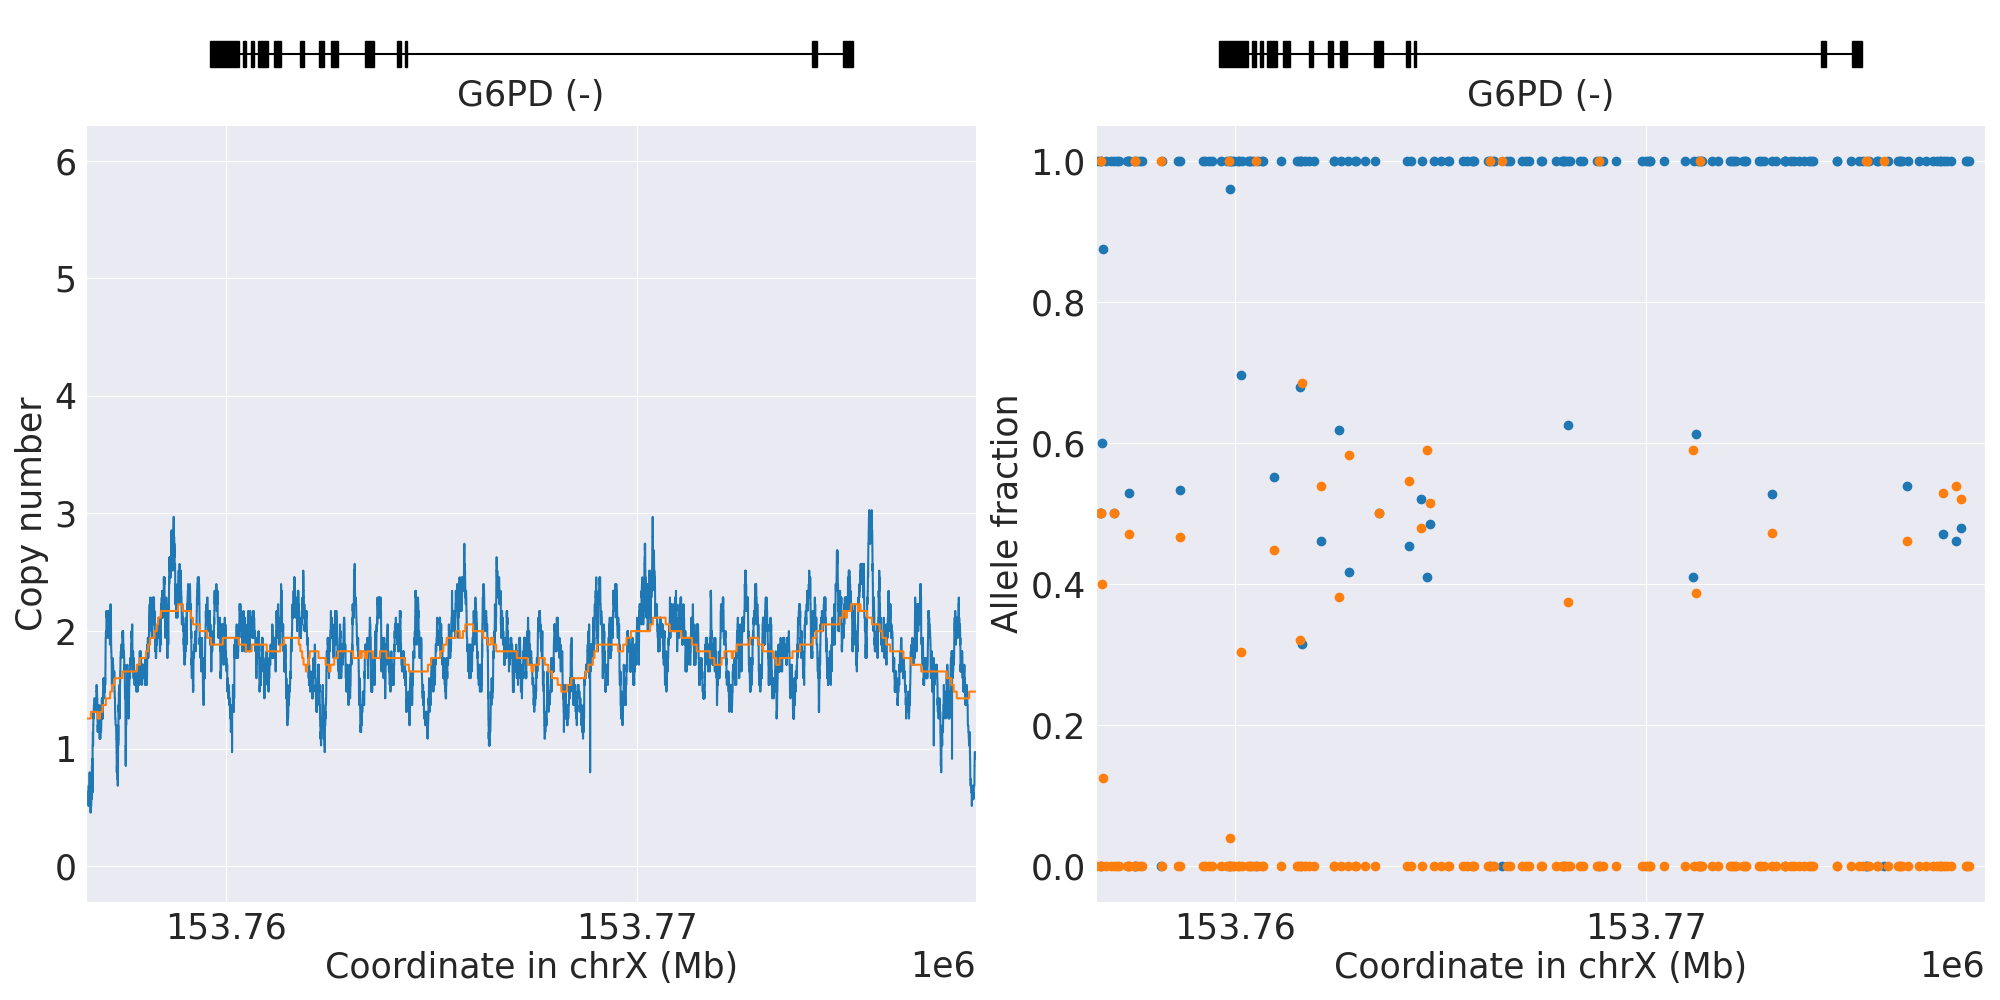 G6PD (-)
6
5
4
3
2
1
0
Copy number
153.76
153.77
Coordinate in chrX (Mb)
1e6
G6PD (-)
1.0
0.8
0.6
0.4
0.2
0.0
Allele fraction
153.76
153.77
Coordinate in chrX (Mb)
1e6